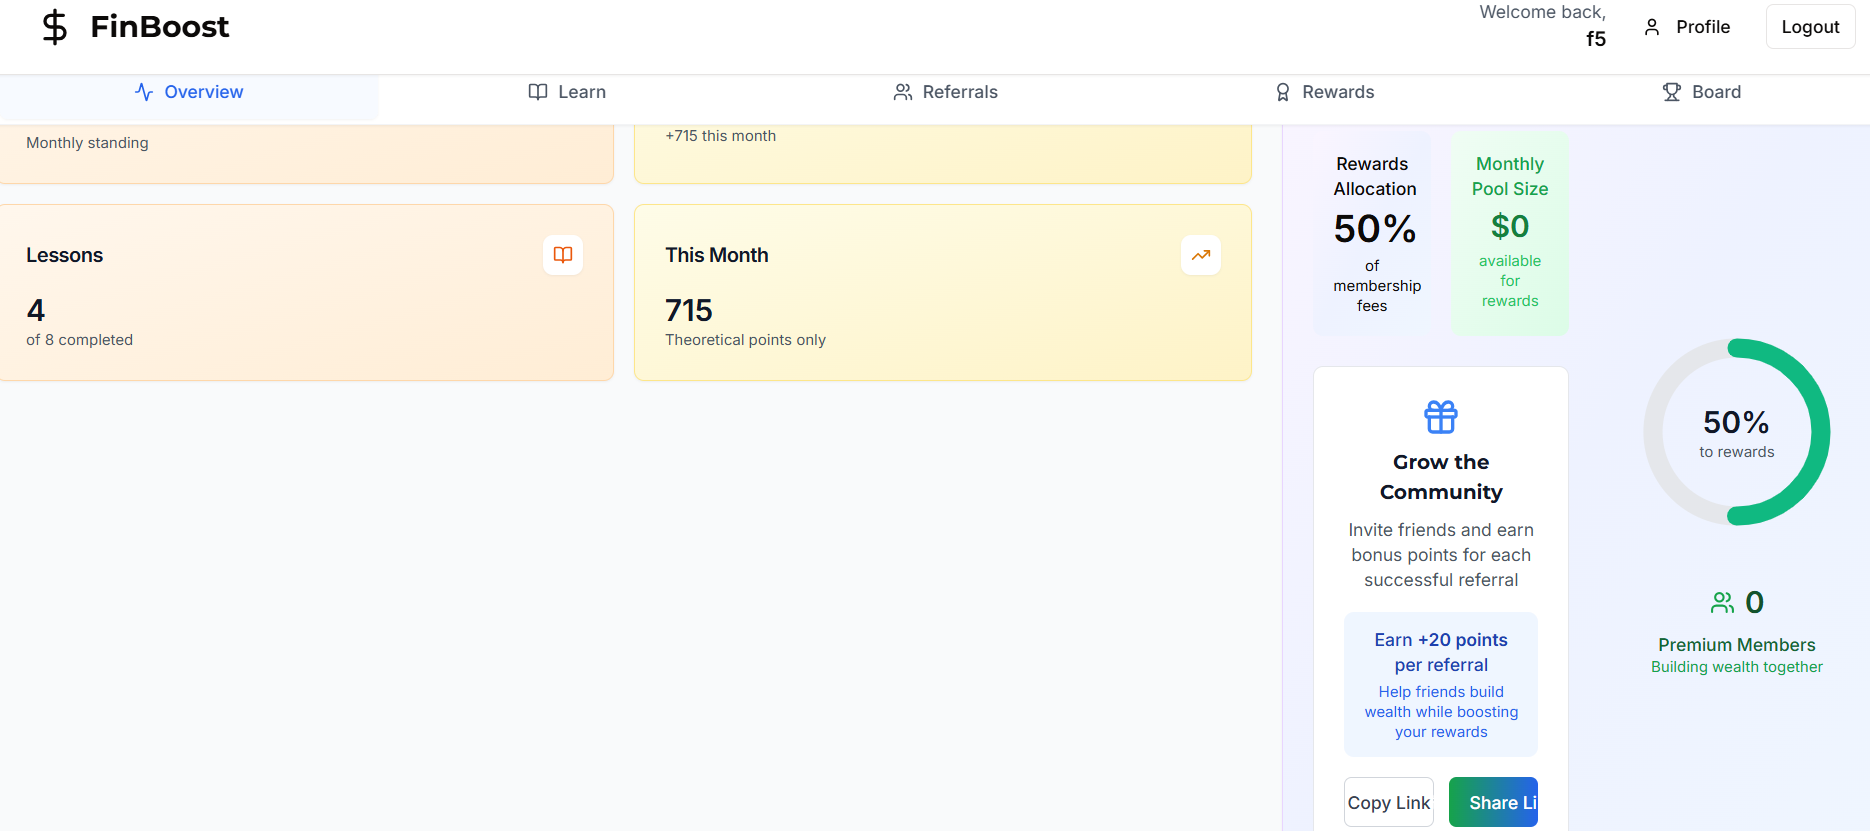 FinBoost
Welcome back,
f5
Profile
Logout
Overview
Learn
Referrals
Rewards
Board
Monthly standing
+715 this month
Lessons
4
of 8 completed
This Month
715
Theoretical points only
Rewards
Allocation
50%
of
membership
fees
Monthly
Pool Size
$0
available
for
rewards
Grow the
Community
Invite friends and earn
bonus points for each
successful referral
Earn +20 points
per referral
Help friends build
wealth while boosting
your rewards
Copy Link
Share Li
50%
to rewards
0
Premium Members
Building wealth together